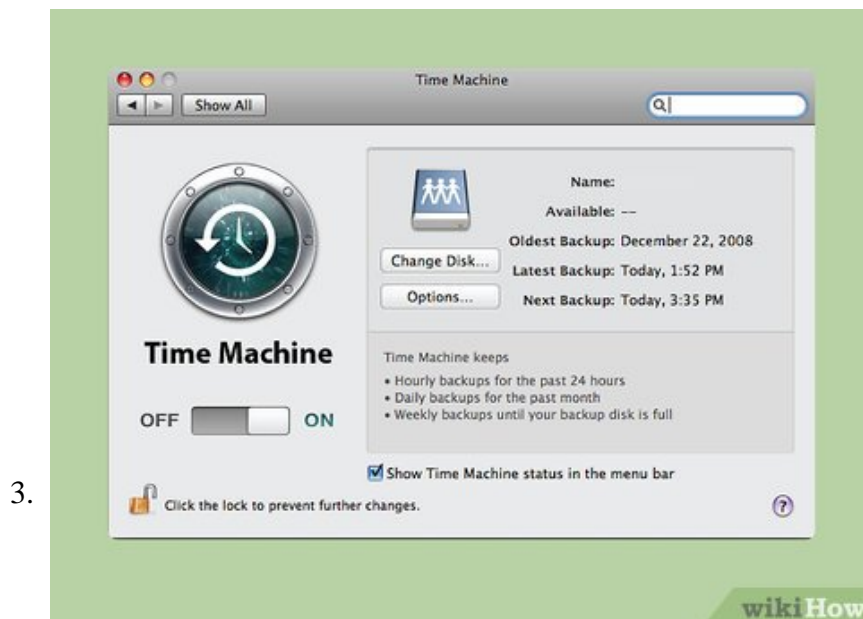 Time Machine
Show All
Name:
Available: --
Oldest Backup: December 22, 2008
Change Disk...
Latest Backup: Today, 1:52 PM
Options...
Next Backup: Today, 3:35 PM
Time Machine
Time Machine keeps
• Hourly backups for the past 24 hours
• Daily backups for the past month
• Weekly backups until your backup disk is full
OFF ON
Show Time Machine status in the menu bar
3.
Click the lock to prevent further changes.
?
wikiHow